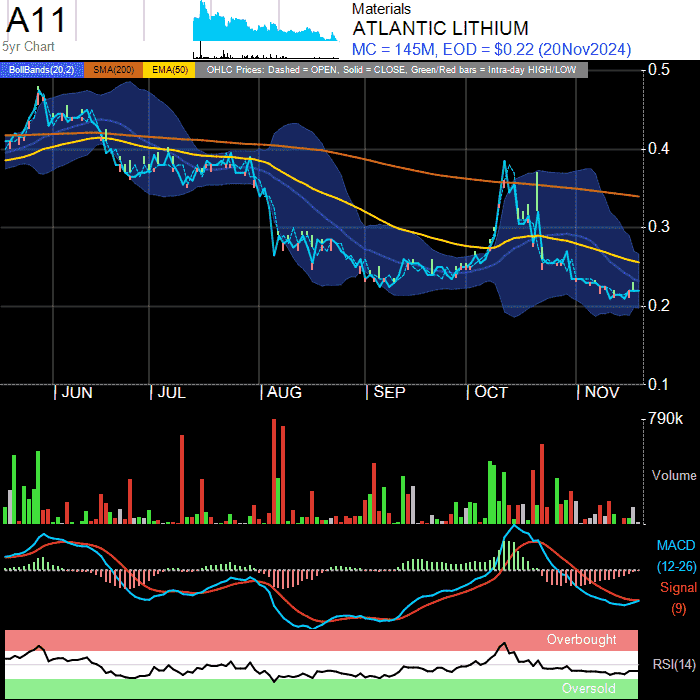 A11
5yr Chart
Materials
ATLANTIC LITHIUM
MC = 145M, EOD = $0.22 (20Nov2024)
BollBands(20,2) SMA(200) EMA(50) OHLC Prices: Dashed = OPEN, Solid = CLOSE, Green/Red bars = Intra-day HIGH/LOW
0.5
0.4
0.3
0.2
0.1
JUN JUL AUG SEP OCT NOV
790k
Volume
MACD
(12-26)
Signal
(9)
Overbought
RSI(14)
Oversold